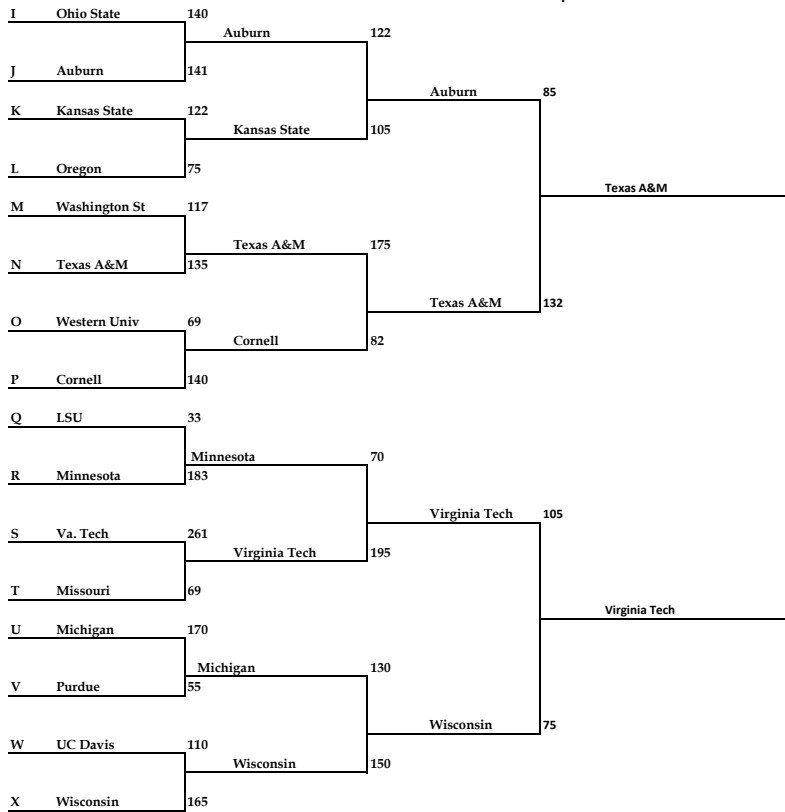 I Ohio State 140
Auburn 122
J Auburn 141
Auburn 85
K Kansas State 122
Kansas State 105
L Oregon 75
Texas A&M
M Washington St 117
Texas A&M 175
N Texas A&M 135
Texas A&M 132
O Western Univ 69
Cornell 82
P Cornell 140
Q LSU 33
Minnesota 70
R Minnesota 183
Virginia Tech 105
S Va. Tech 261
Virginia Tech 195
T Missouri 69
Virginia Tech
U Michigan 170
Michigan 130
V Purdue 55
Wisconsin 75
W UC Davis 110
Wisconsin 150
X Wisconsin 165